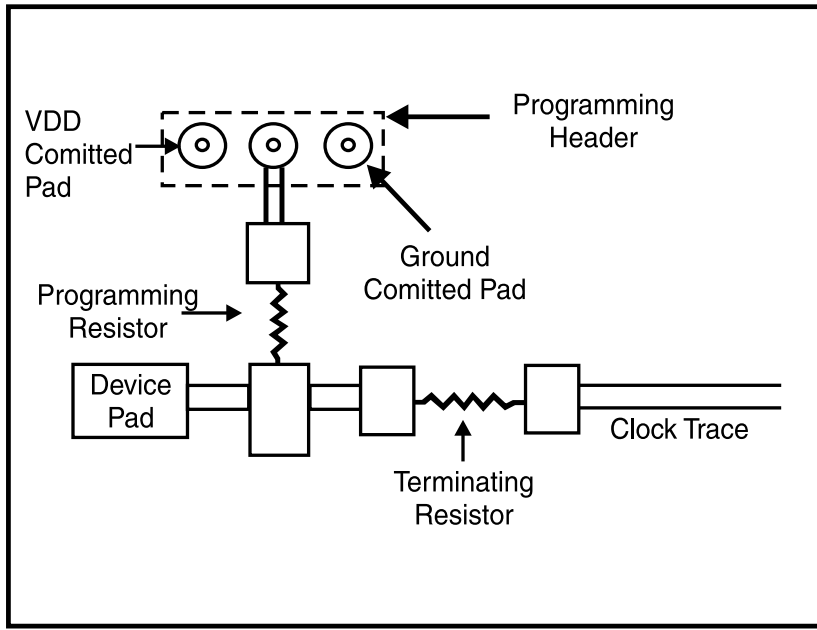 VDD
Comitted
Pad
Programming
Header
Ground
Comitted Pad
Programming
Resistor
Device
Pad
Clock Trace
Terminating
Resistor